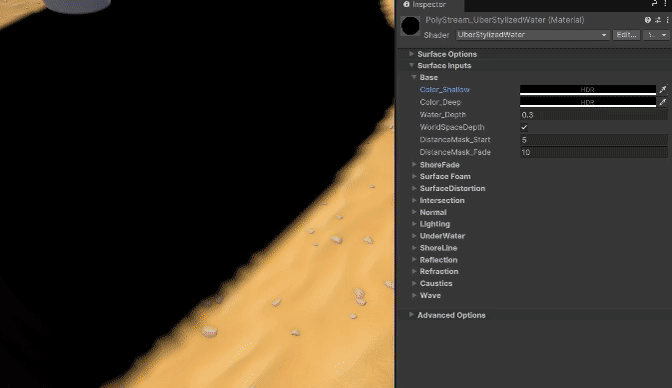 Inspector
PolyStream_UberStylizedWater (Material)
Shader UberStylizedWater Edit...
Surface Options
Surface Inputs
Base
Color_Shallow HDR
Color_Deep HDR
Water_Depth 0.3
WorldSpaceDepth
DistanceMask_Start 5
DistanceMask_Fade 10
ShoreFade
Surface Foam
SurfaceDistortion
Intersection
Normal
Lighting
UnderWater
ShoreLine
Reflection
Refraction
Caustics
Wave
Advanced Options